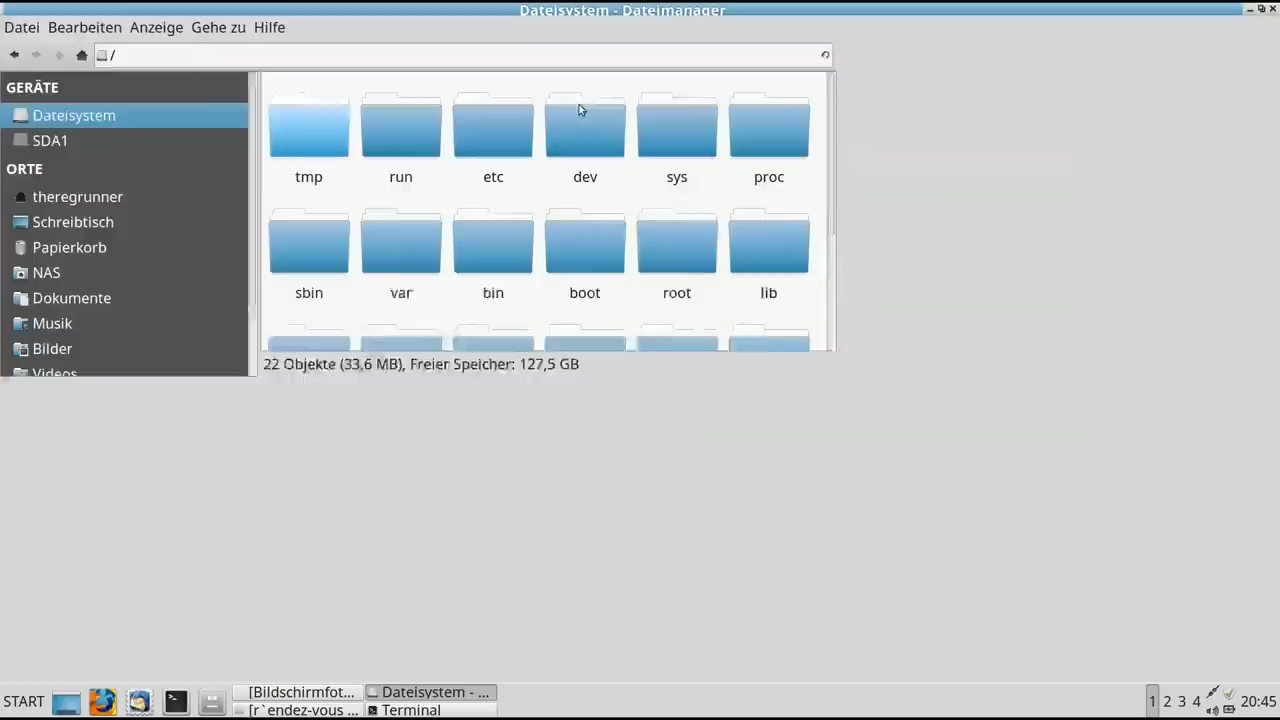 Dateisystem - Dateimanager
Datei Bearbeiten Anzeige Gehe zu Hilfe
/
GERÄTE
Dateisystem
SDA1
ORTE
theregrunner
Schreibtisch
Papierkorb
NAS
Dokumente
Musik
Bilder
Videos
tmp run etc dev sys proc
sbin var bin boot root lib
22 Objekte (33,6 MB), Freier Speicher: 127,5 GB
START
[Bildschirmfot...
Dateisystem - ...
[r`endez-vous ...
Terminal
1 2 3 4
20:45